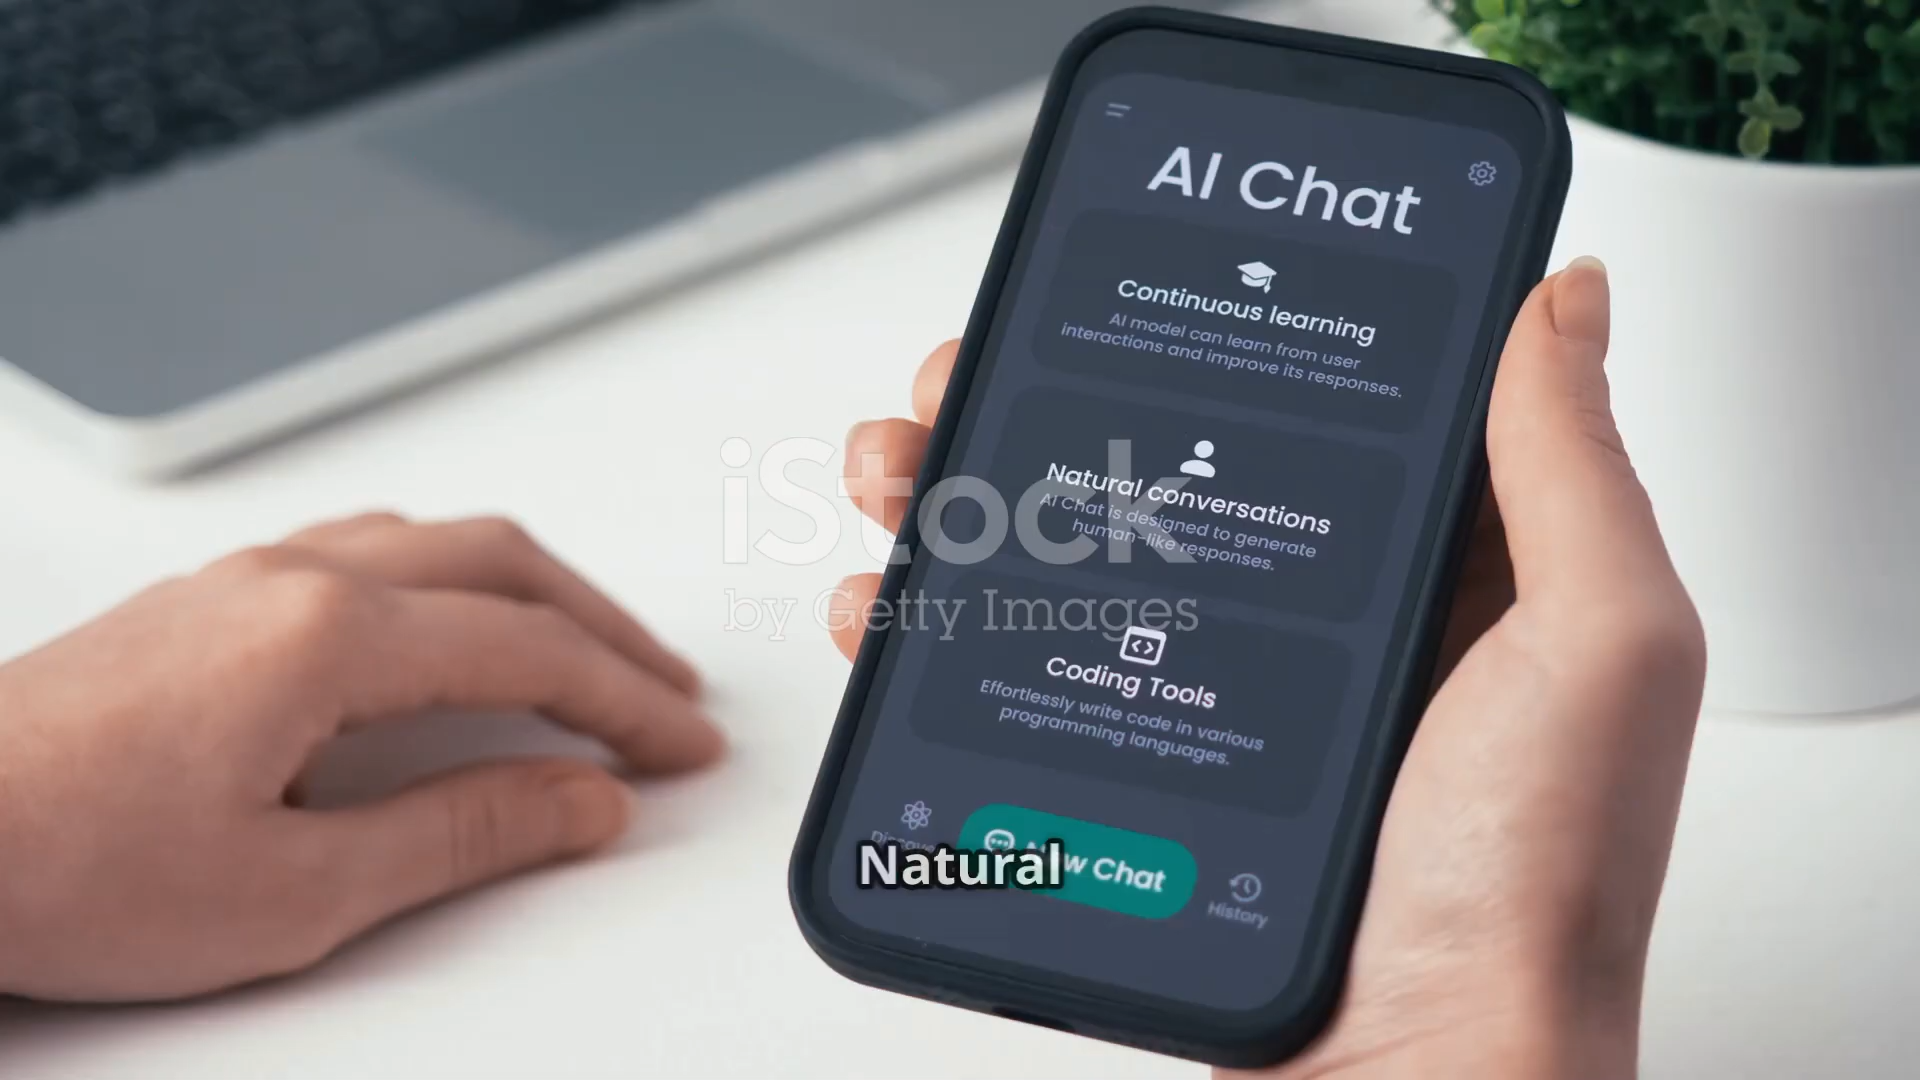 AI Chat
Continuous learning
AI model can learn from user
interactions and improve its responses.
Natural conversations
AI Chat is designed to generate
human-like responses.
iStock
by Getty Images
Coding Tools
Effortlessly write code in various
programming languages.
Discover
New Chat
Natural
History